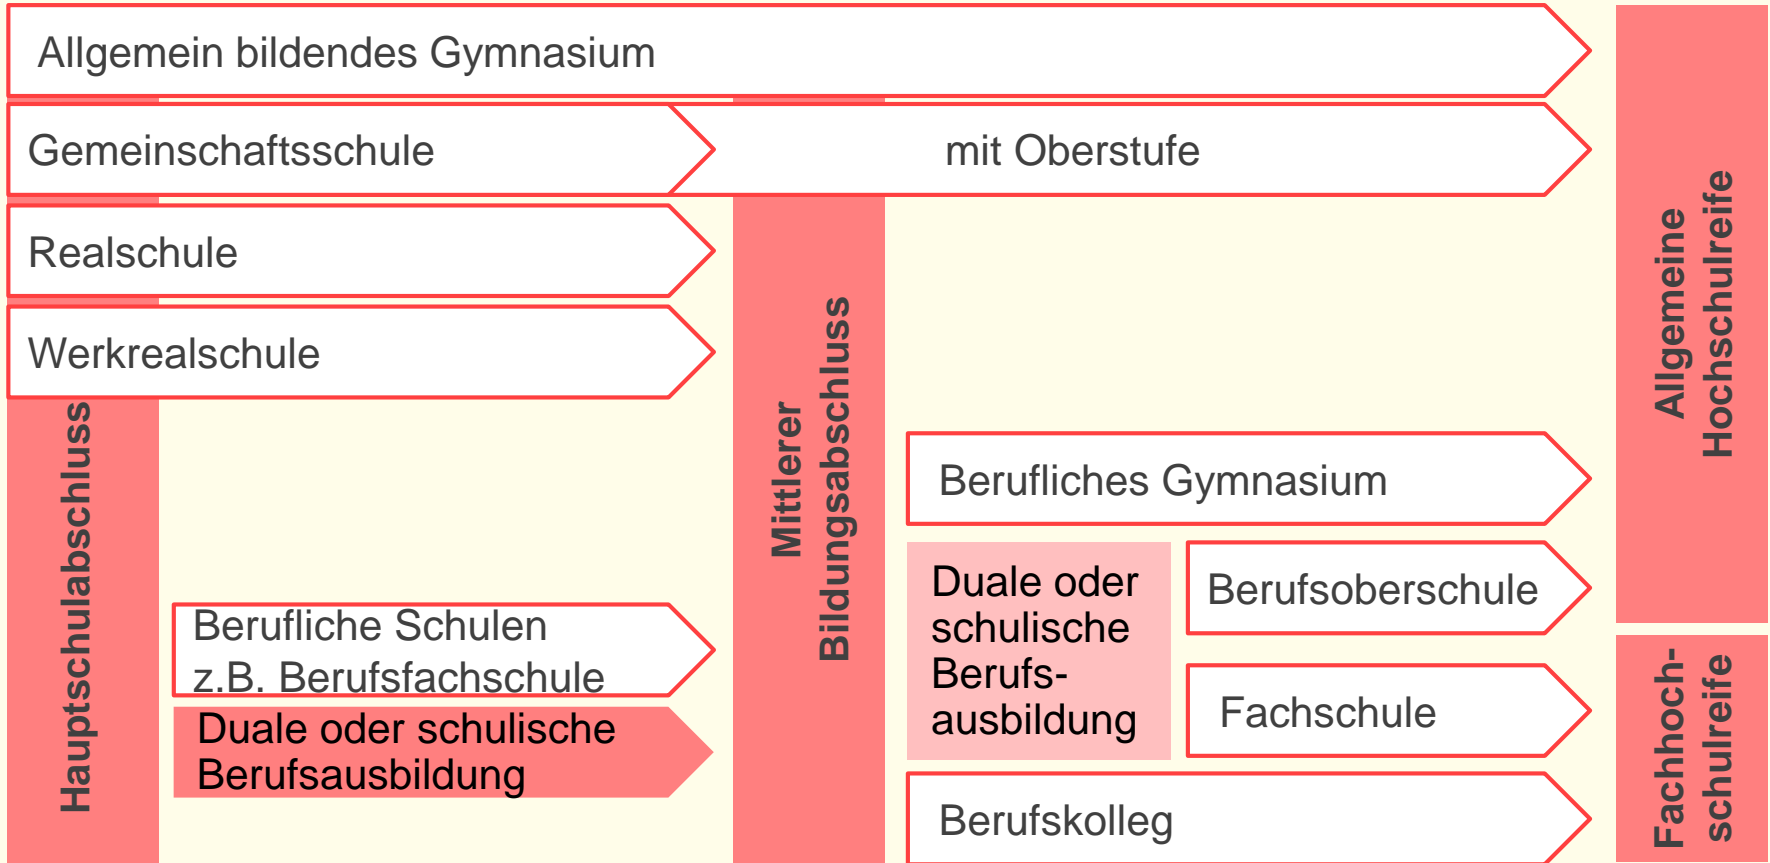 Allgemein bildendes Gymnasium
Gemeinschaftsschule
mit Oberstufe
Realschule
Werkrealschule
Hauptschulabschluss
Berufliche Schulen
z.B. Berufsfachschule
Duale oder schulische
Berufsausbildung
Mittlerer
Bildungsabschluss
Berufliches Gymnasium
Duale oder
schulische
Berufs-
ausbildung
Berufsoberschule
Fachschule
Berufskolleg
Allgemeine
Hochschulreife
Fachhoch-
schulreife